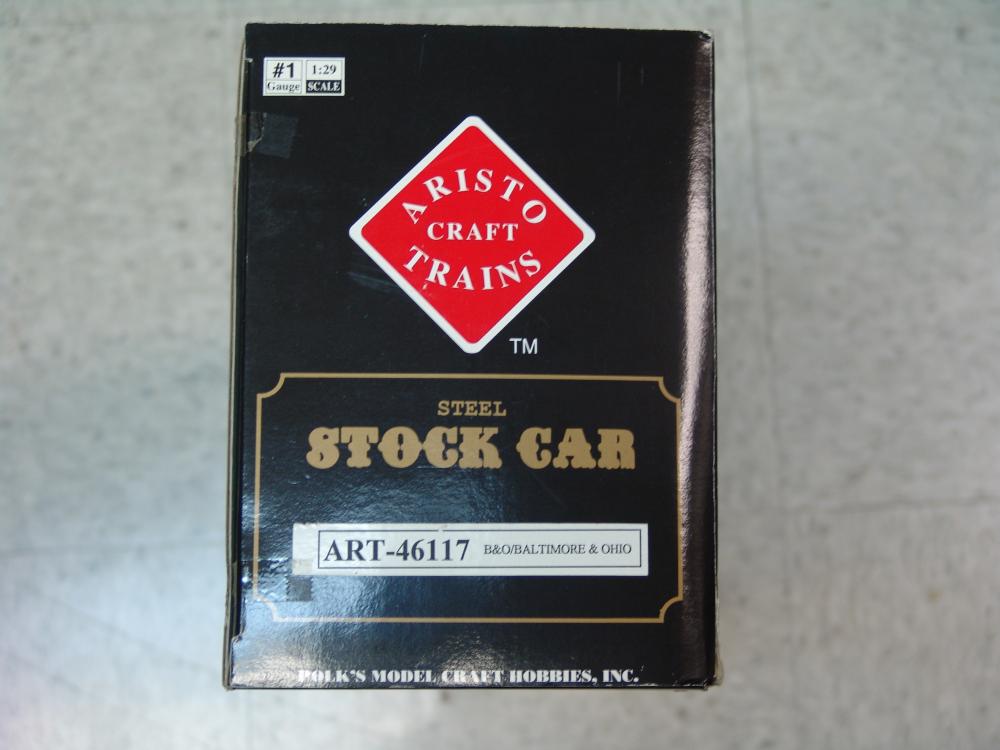 #1 1:29
Gauge SCALE
ARISTO
CRAFT
TRAINS
TM
STEEL
STOCK CAR
ART-46117 B&O/BALTIMORE & OHIO
POLK'S MODEL CRAFT HOBBIES, INC.